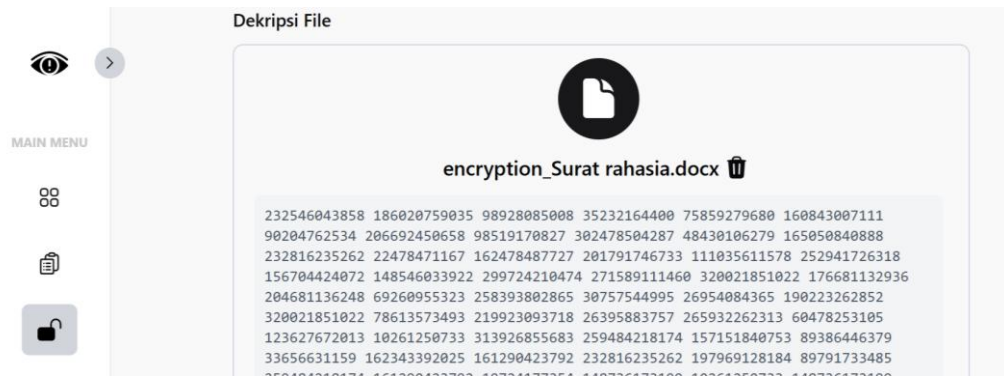 Dekripsi File
MAIN MENU
encryption_Surat rahasia.docx
232546043858 186020759035 98928085008 35232164400 75859279680 160843007111
90204762534 206692450658 98519170827 302478504287 48430106279 165050840888
232816235262 22478471167 162478487727 201791746733 111035611578 252941726318
156704424072 148546033922 299724210474 271589111460 320021851022 176681132936
204681136248 69260955323 258393802865 30757544995 26954084365 190223262852
320021851022 78613573493 219923093718 26395883757 265932262313 60478253105
123627672013 10261250733 313926855683 259484218174 157151840753 89386446379
33656631159 162343392025 161290423792 232816235262 197969128184 89791733485